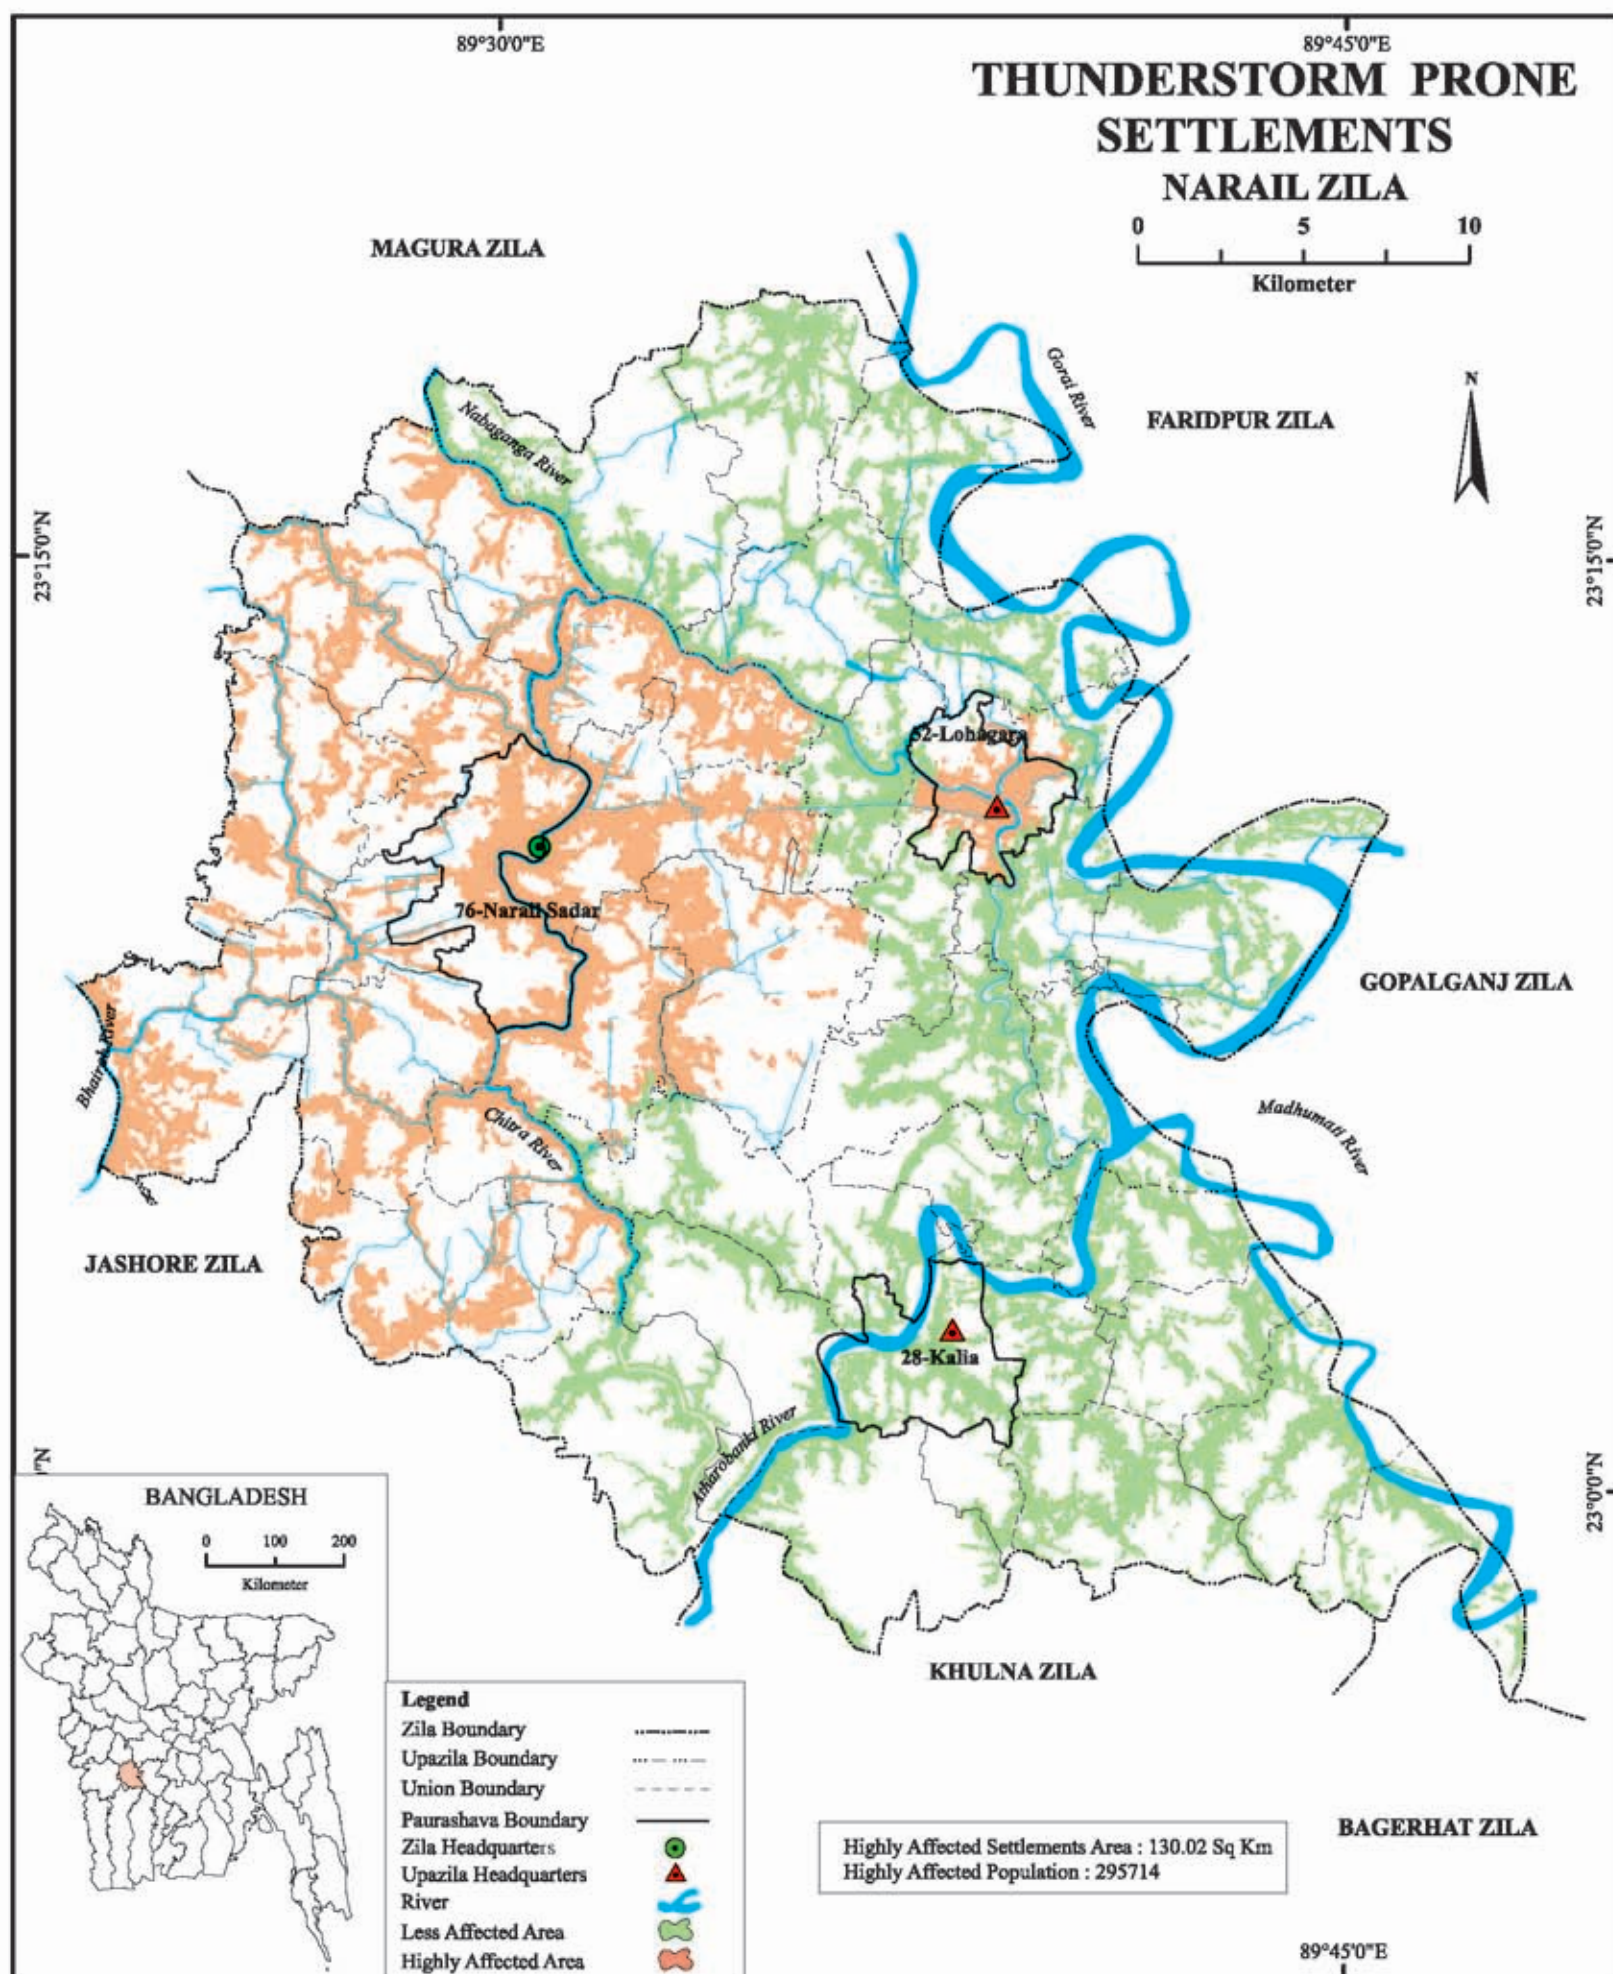 89°30'0"E
89°45'0"E
THUNDERSTORM PRONE
SETTLEMENTS
NARAIL ZILA
0 5 10
Kilometer
MAGURA ZILA
Gorai River
N
FARIDPUR ZILA
Nabaganga River
23°15'0"N
23°15'0"N
52-Lohagara
76-Narail Sadar
GOPALGANJ ZILA
Bhairab River
Chitra River
Madhumati River
JASHORE ZILA
28-Kalia
Atharobanki River
0"N
23°0'0"N
BANGLADESH
0 100 200
Kilometer
KHULNA ZILA
Legend
Zila Boundary
Upazila Boundary
Union Boundary
Paurashava Boundary
Zila Headquarters
Upazila Headquarters
River
Less Affected Area
Highly Affected Area
BAGERHAT ZILA
Highly Affected Settlements Area : 130.02 Sq Km
Highly Affected Population : 295714
89°45'0"E